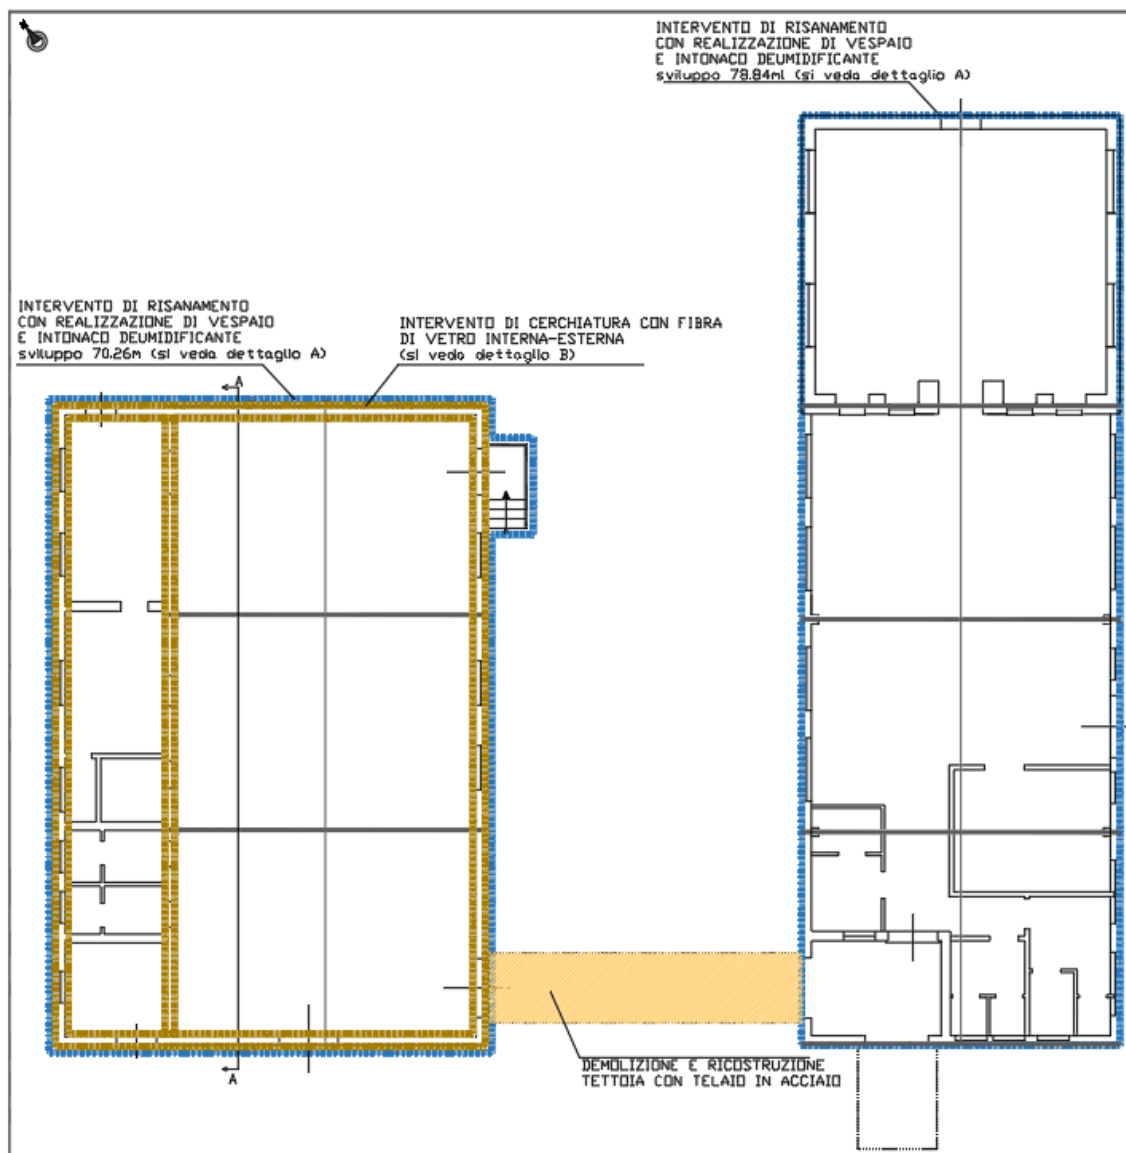 INTERVENTO DI RISANAMENTO
CON REALIZZAZIONE DI VESPAIO
E INTONACO DEUMIDIFICANTE
sviluppo 78.84ml (si veda dettaglio A)
INTERVENTO DI RISANAMENTO
CON REALIZZAZIONE DI VESPAIO
E INTONACO DEUMIDIFICANTE
sviluppo 70.26m (si veda dettaglio A)
INTERVENTO DI CERCHIATURA CON FIBRA
DI VETRO INTERNA-ESTERNA
(si veda dettaglio B)
A
A
DEMOLIZIONE E RICOSTRUZIONE
TETTOIA CON TELAIO IN ACCIAIO